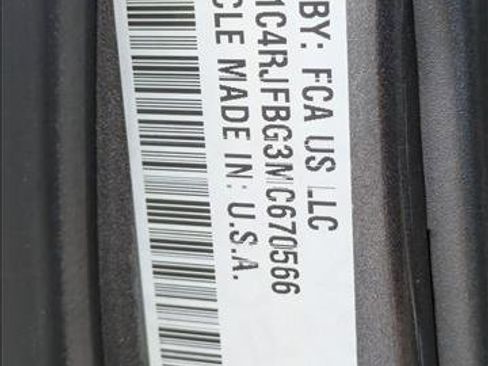 BY: FCA US LLC
1C4RJFBG3MC670566
CLE MADE IN: U.S.A.